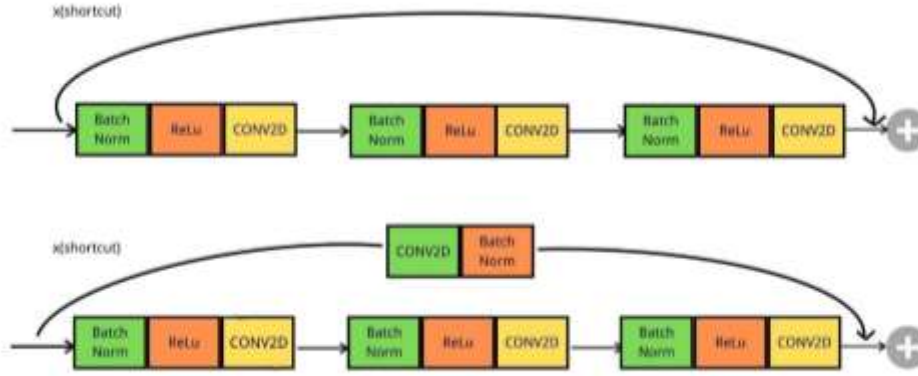 x(shortcut)
Batch
Norm
ReLu
CONV2D
Batch
Norm
ReLu
CONV2D
Batch
Norm
ReLu
CONV2D
x(shortcut)
CONV2D
Batch
Norm
Batch
Norm
ReLu
CONV2D
Batch
Norm
ReLu
CONV2D
Batch
Norm
ReLu
CONV2D